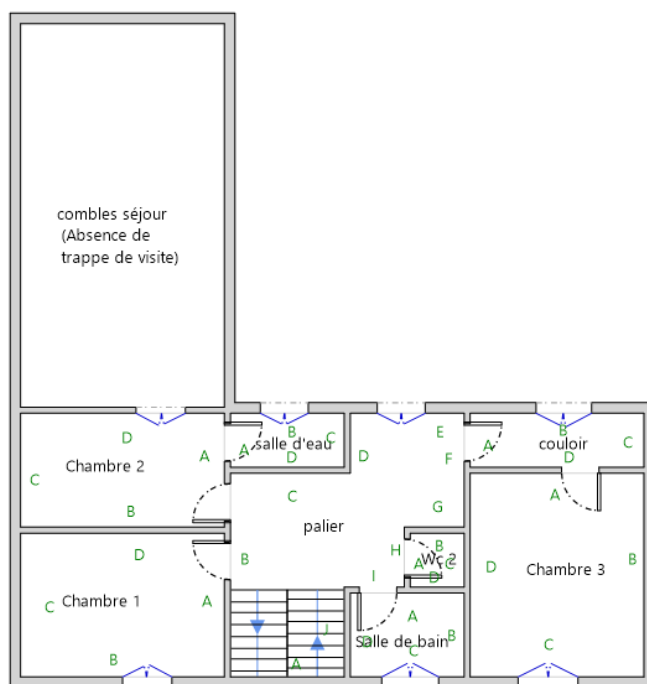 combles séjour
(Absence de
trappe de visite)
D
Chambre 2
A
C
B
A
salle d'eau
B
C
D
E
D
F
A
couloir
B
C
D
C
palier
G
B
H
I
J
A
Wc 2
B
A
C
D
A
Chambre 3
B
D
C
D
Chambre 1
A
C
B
A
Salle de bain
B
D
C